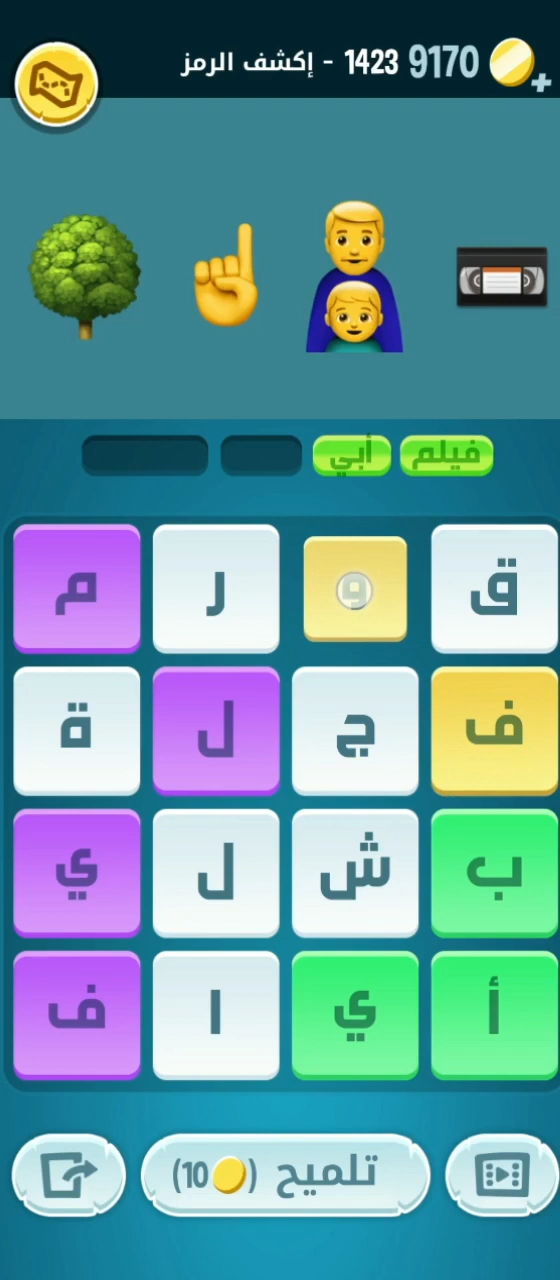 إكشف الرمز - 1423 9170
فيلم أبي
ق و ر م
ف ج ل ة
ب ش ل ي
أ ي ا ف
تلميح (10)